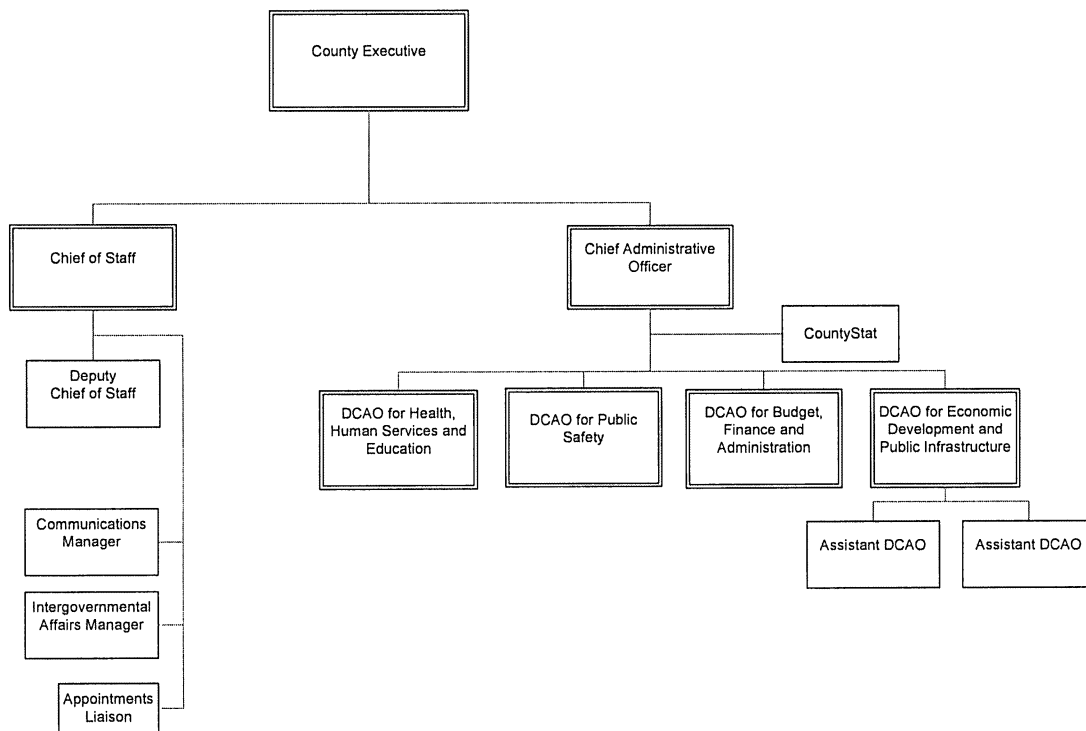 County Executive
Chief of Staff
Chief Administrative
Officer
CountyStat
Deputy
Chief of Staff
DCAO for Health,
Human Services and
Education
DCAO for Public
Safety
DCAO for Budget,
Finance and
Administration
DCAO for Economic
Development and
Public Infrastructure
Communications
Manager
Assistant DCAO
Assistant DCAO
Intergovernmental
Affairs Manager
Appointments
Liaison